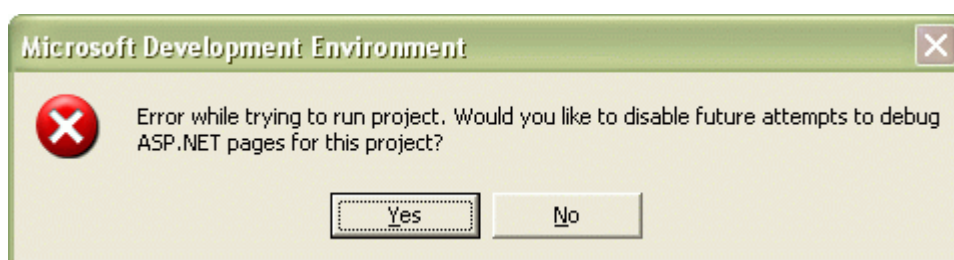 Microsoft Development Environment
Error while trying to run project. Would you like to disable future attempts to debug
ASP.NET pages for this project?
Yes No